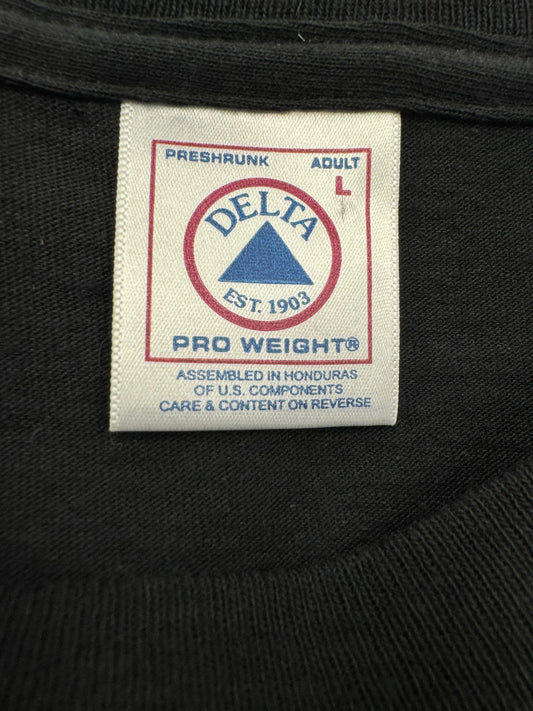 PRESHRUNK ADULT
L
DELTA
EST. 1903
PRO WEIGHT®
ASSEMBLED IN HONDURAS
OF U.S. COMPONENTS
CARE & CONTENT ON REVERSE